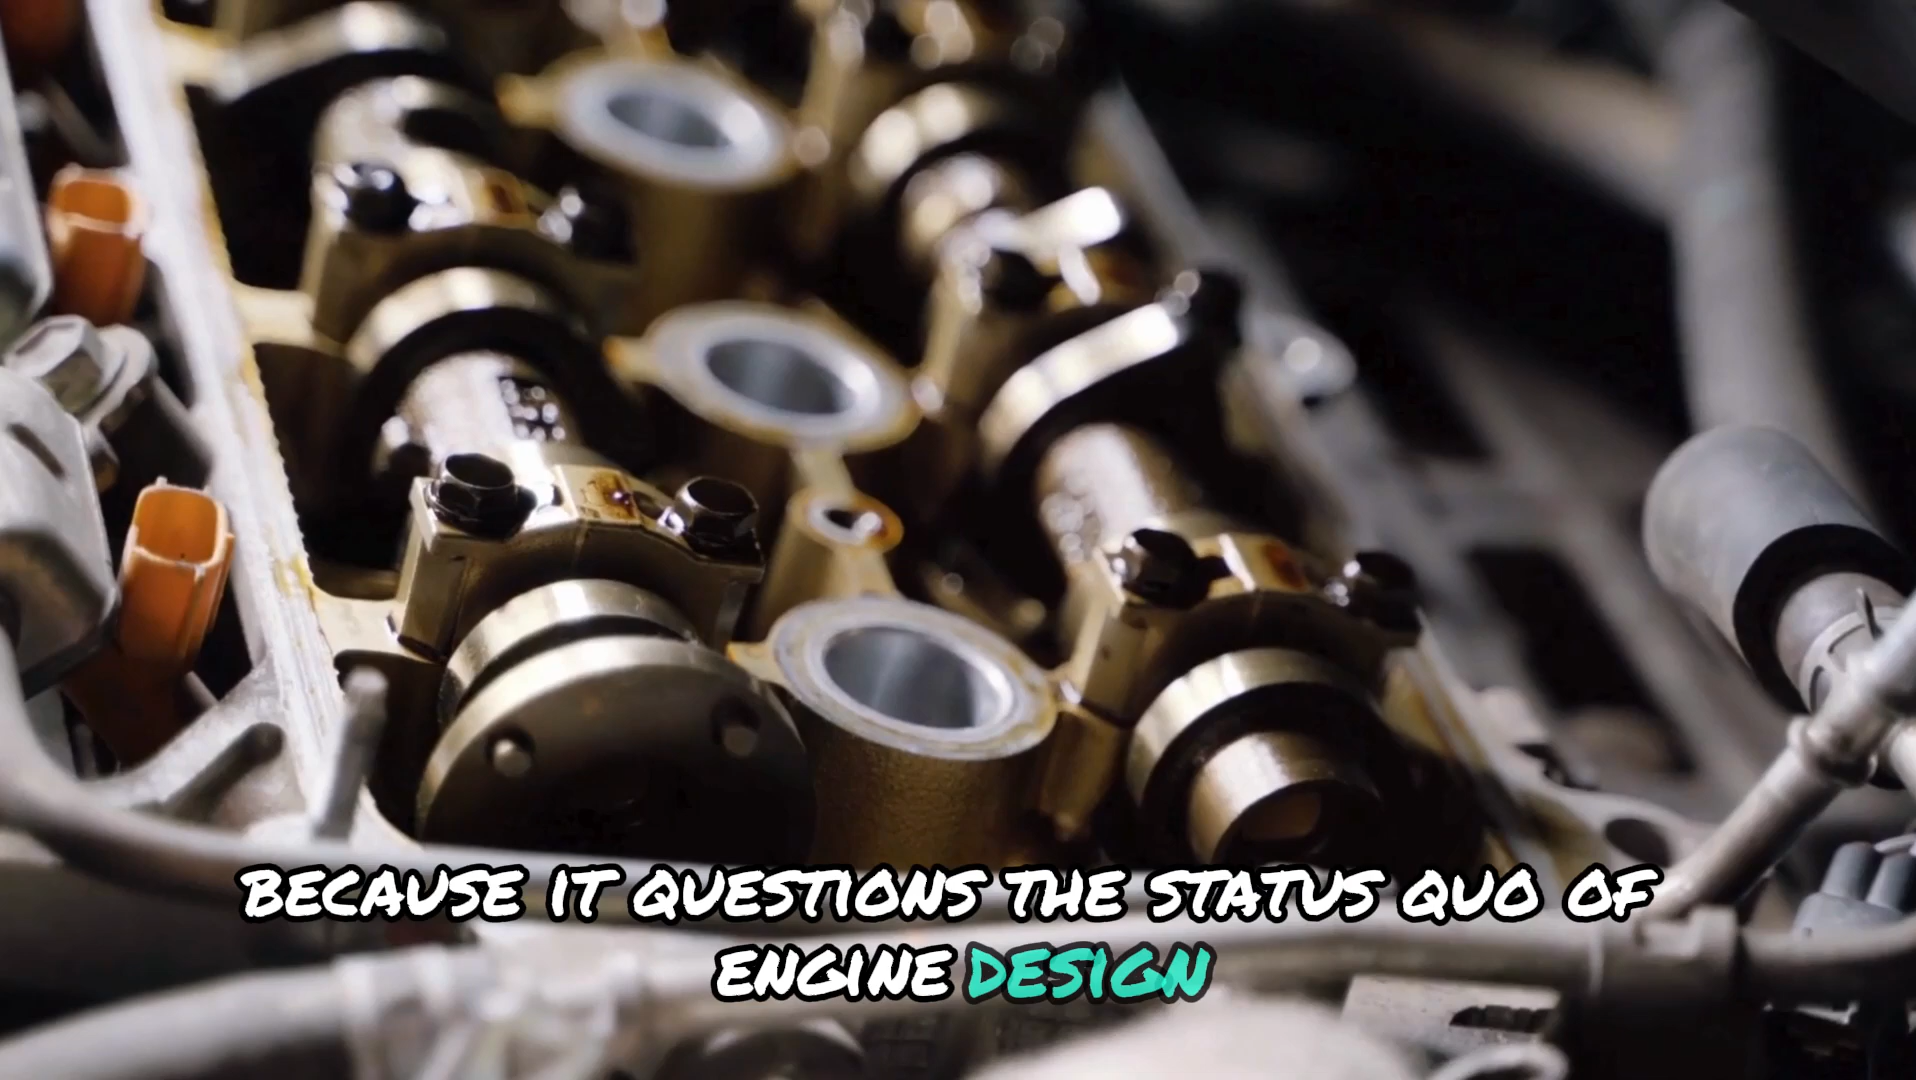 BECAUSE IT QUESTIONS THE STATUS QUO OF
ENGINE DESIGN